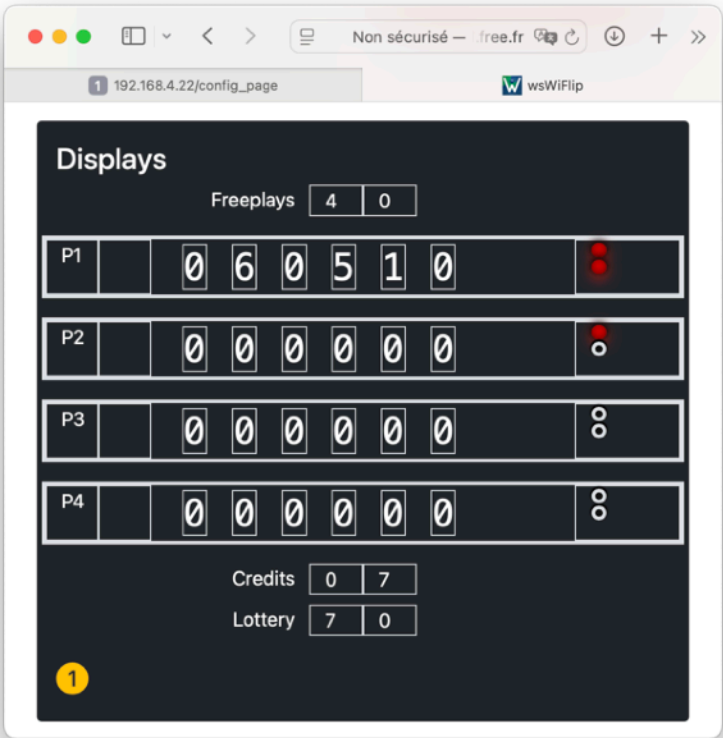 Non sécurisé — .free.fr
1 192.168.4.22/config_page
wsWiFlip
Displays
Freeplays 4 0
P1 0 6 0 5 1 0
P2 0 0 0 0 0 0
P3 0 0 0 0 0 0
P4 0 0 0 0 0 0
Credits 0 7
Lottery 7 0
1